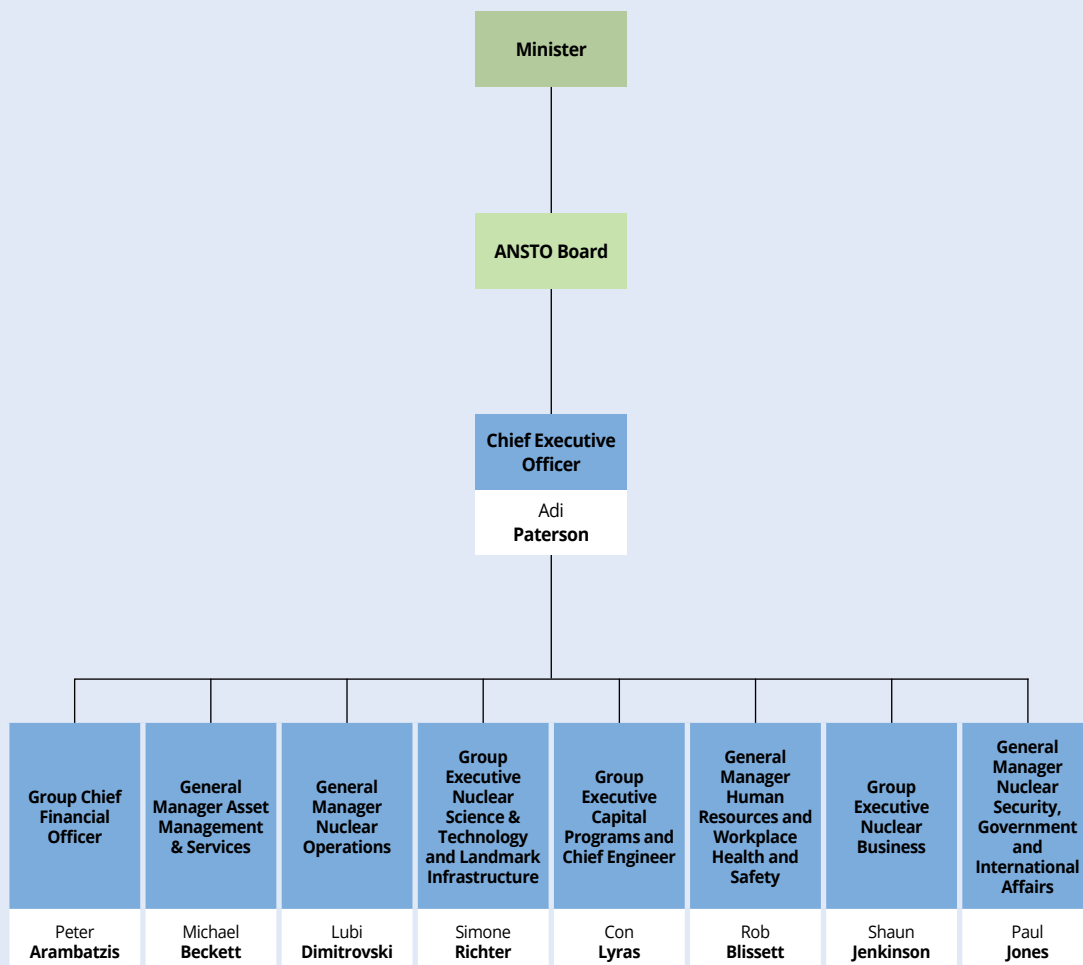 Minister
ANSTO Board
Chief Executive
Officer
Adi
Paterson
Group Chief
Financial
Officer
Peter
Arambatzis
General
Manager Asset
Management
& Services
Michael
Beckett
General
Manager
Nuclear
Operations
Lubi
Dimitrovski
Group
Executive
Nuclear
Science &
Technology
and Landmark
Infrastructure
Simone
Richter
Group
Executive
Capital
Programs and
Chief Engineer
Con
Lyras
General
Manager
Human
Resources and
Workplace
Health and
Safety
Rob
Blissett
Group
Executive
Nuclear
Business
Shaun
Jenkinson
General
Manager
Nuclear
Security,
Government
and
International
Affairs
Paul
Jones